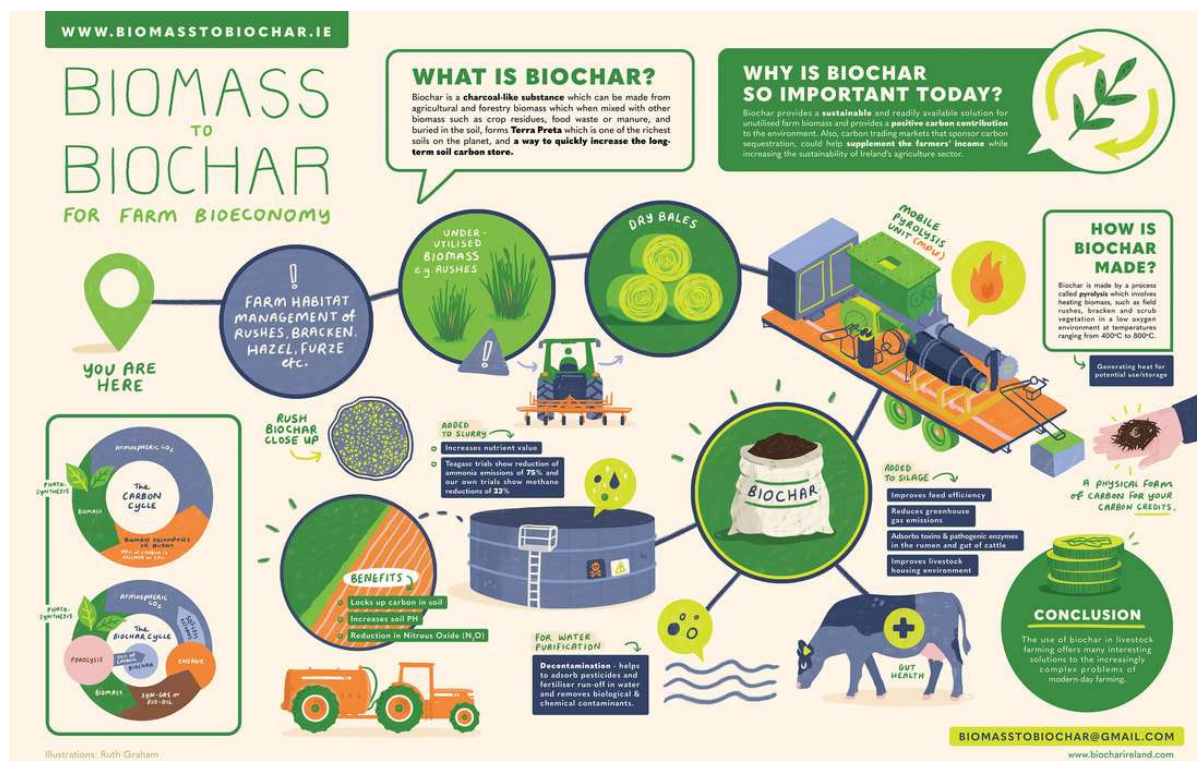 WWW.BIOMASSTOBIOCHAR.IE
BIOMASS
TO
BIOCHAR
FOR FARM BIOECONOMY
WHAT IS BIOCHAR?
Biochar is a charcoal-like substance which can be made from
agricultural and forestry biomass which when mixed with other
biomass such as crop residues, food waste or manure, and
buried in the soil, forms Terra Preta which is one of the richest
soils on the planet, and a way to quickly increase the long-
term soil carbon store.
WHY IS BIOCHAR
SO IMPORTANT TODAY?
Biochar provides a sustainable and readily available solution for
unutilised farm biomass and provides a positive carbon contribution
to the environment. Also, carbon trading markets that sponsor carbon
sequestration, could help supplement the farmers' income while
increasing the sustainability of Ireland's agriculture sector.
YOU ARE
HERE
!
FARM HABITAT
MANAGEMENT of
RUSHES, BRACKEN,
HAZEL, FURZE
etc.
UNDER-
UTILISED
BIOMASS
e.g. RUSHES
!
DRY BALES
MOBILE
PYROLYSIS
UNIT (MPU)
HOW IS
BIOCHAR
MADE?
Biochar is made by a process
called pyrolysis which involves
heating biomass, such as field
rushes, bracken and scrub
vegetation in a low oxygen
environment at temperatures
ranging from 400°C to 800°C.
Generating heat for
potential use/storage
A PHYSICAL FORM
OF CARBON FOR YOUR
CARBON CREDITS.
RUSH
BIOCHAR
CLOSE UP
ADDED
TO SLURRY
Increases nutrient value
Teagasc trials show reduction of
ammonia emissions of 75% and
our own trials show methane
reductions of 33%
BIOCHAR
ADDED
TO SILAGE
Improves feed efficiency
Reduces greenhouse
gas emissions
Adsorbs toxins & pathogenic enzymes
in the rumen and gut of cattle
Improves livestock
housing environment
ATMOSPHERIC CO₂
PHOTO-
SYNTHESIS
The
CARBON
CYCLE
BIOMASS
BIOMASS DECOMPOSES
OR BURNS
ATMOSPHERIC
CO₂
PHOTO-
SYNTHESIS
The
BIOCHAR CYCLE
PYROLYSIS
BIOCHAR
ENERGY
BIOMASS
SYN-GAS or
BIO-OIL
BENEFITS
Locks up carbon in soil
Increases soil PH
Reduction in Nitrous Oxide (N₂O)
FOR WATER
PURIFICATION
Decontamination - helps
to adsorb pesticides and
fertiliser run-off in water
and removes biological &
chemical contaminants.
GUT
HEALTH
CONCLUSION
The use of biochar in livestock
farming offers many interesting
solutions to the increasingly
complex problems of
modern-day farming.
BIOMASSTOBIOCHAR@GMAIL.COM
www.biocharireland.com
Illustrations: Ruth Graham